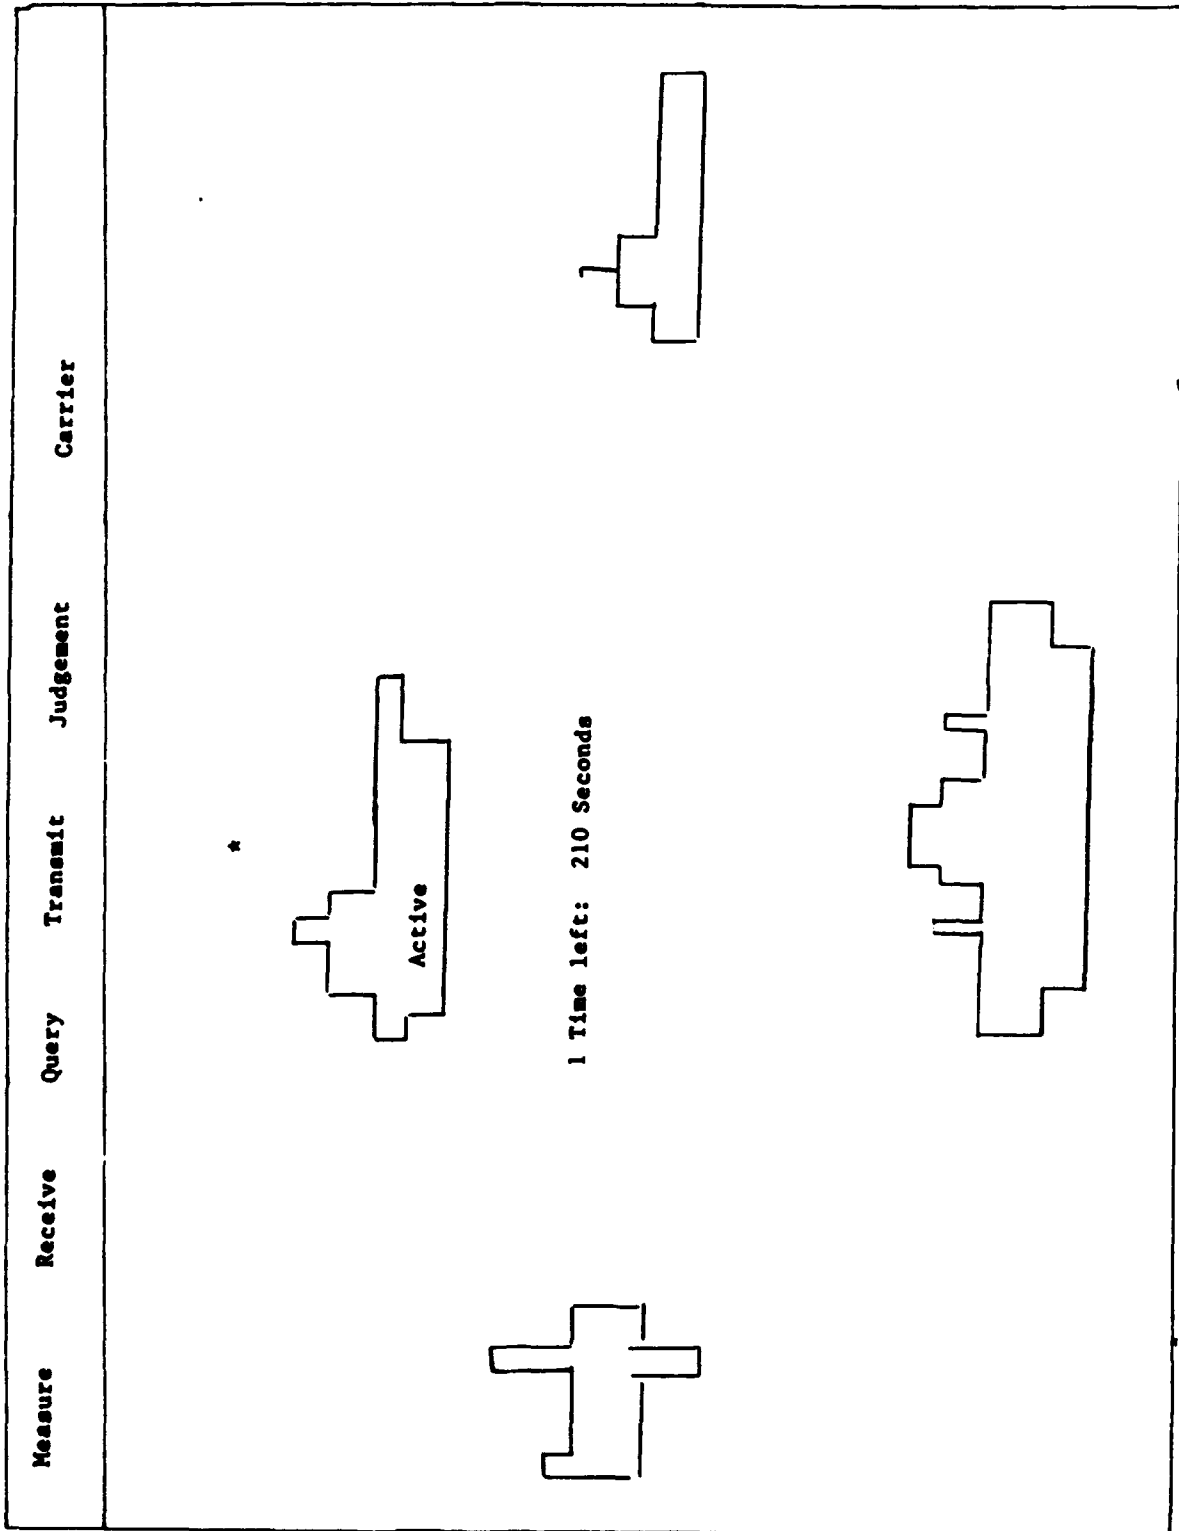 Measure Receive Query Transmit Judgement Carrier
*
Active
1 Time left: 210 Seconds